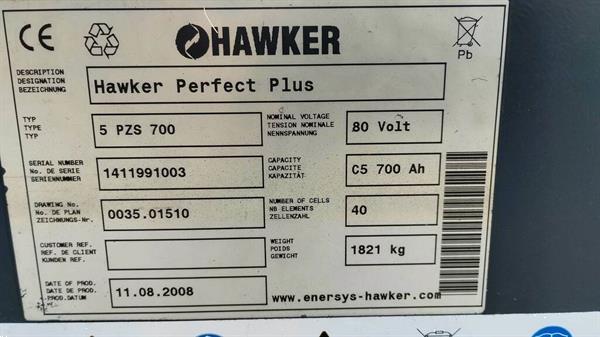 CE HAWKER Pb
DESCRIPTION
DESIGNATION
BEZEICHNUNG
Hawker Perfect Plus
TYP
TYPE
TYP
5 PZS 700
NOMINAL VOLTAGE
TENSION NOMINALE
NENNSPANNUNG
80 Volt
SERIAL NUMBER
No. DE SERIE
SERIENNUMMER
1411991003
CAPACITY
CAPACITE
KAPAZITÄT
C5 700 Ah
DRAWING No.
No. DE PLAN
ZEICHNUNGS-Nr.
0035.01510
NUMBER OF CELLS
NB ELEMENTS
ZELLENZAHL
40
CUSTOMER REF.
REF. DE CLIENT
KUNDEN REF.
WEIGHT
POIDS
GEWICHT
1821 kg
DATE OF PROD.
DATE DE PROD.
PROD.DATUM
11.08.2008
www.enersys-hawker.com